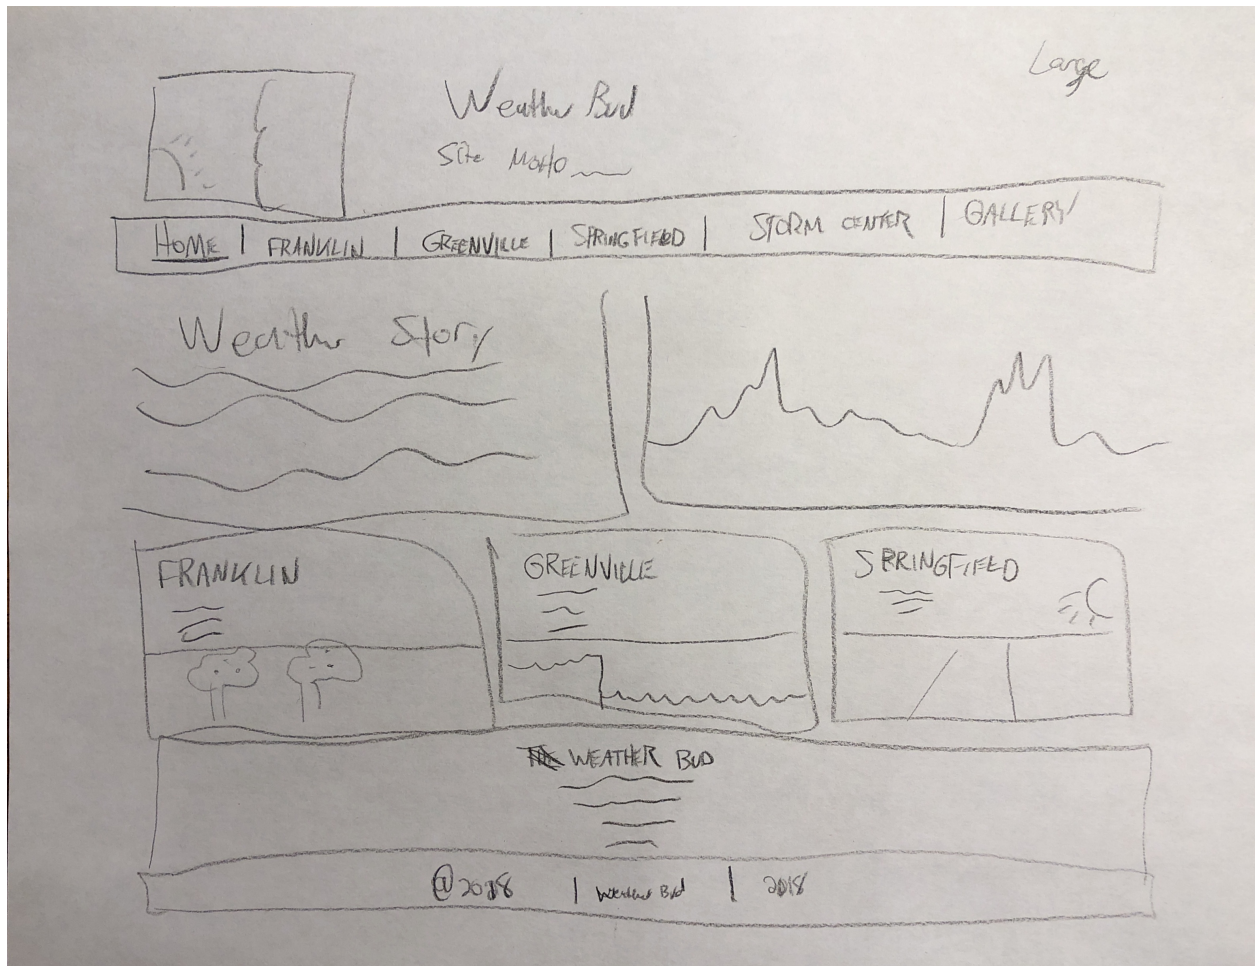 Large
Weather Bud
Site Motto
HOME | FRANKLIN | GREENVILLE | SPRINGFIELD | STORM CENTER | GALLERY
Weather Story
FRANKLIN
GREENVILLE
SPRINGFIELD
WEATHER BUD
@2018 | Weather Bud | 2018